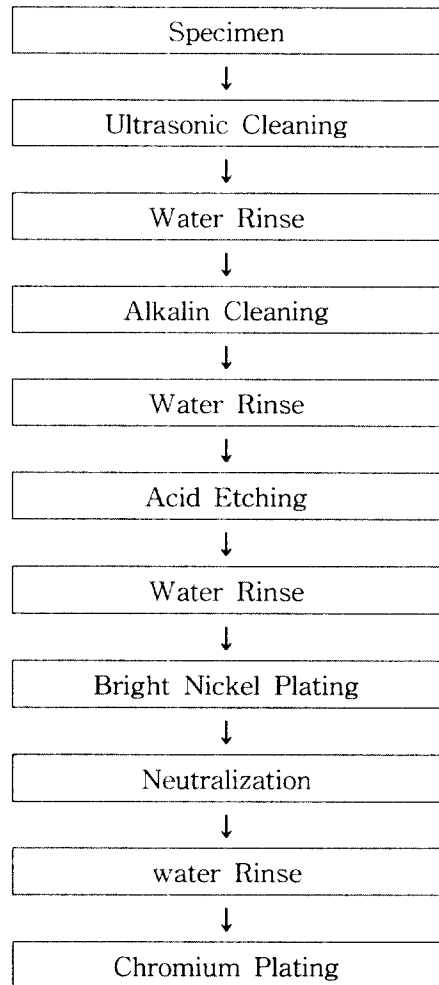 Specimen
↓
Ultrasonic Cleaning
↓
Water Rinse
↓
Alkalin Cleaning
↓
Water Rinse
↓
Acid Etching
↓
Water Rinse
↓
Bright Nickel Plating
↓
Neutralization
↓
water Rinse
↓
Chromium Plating